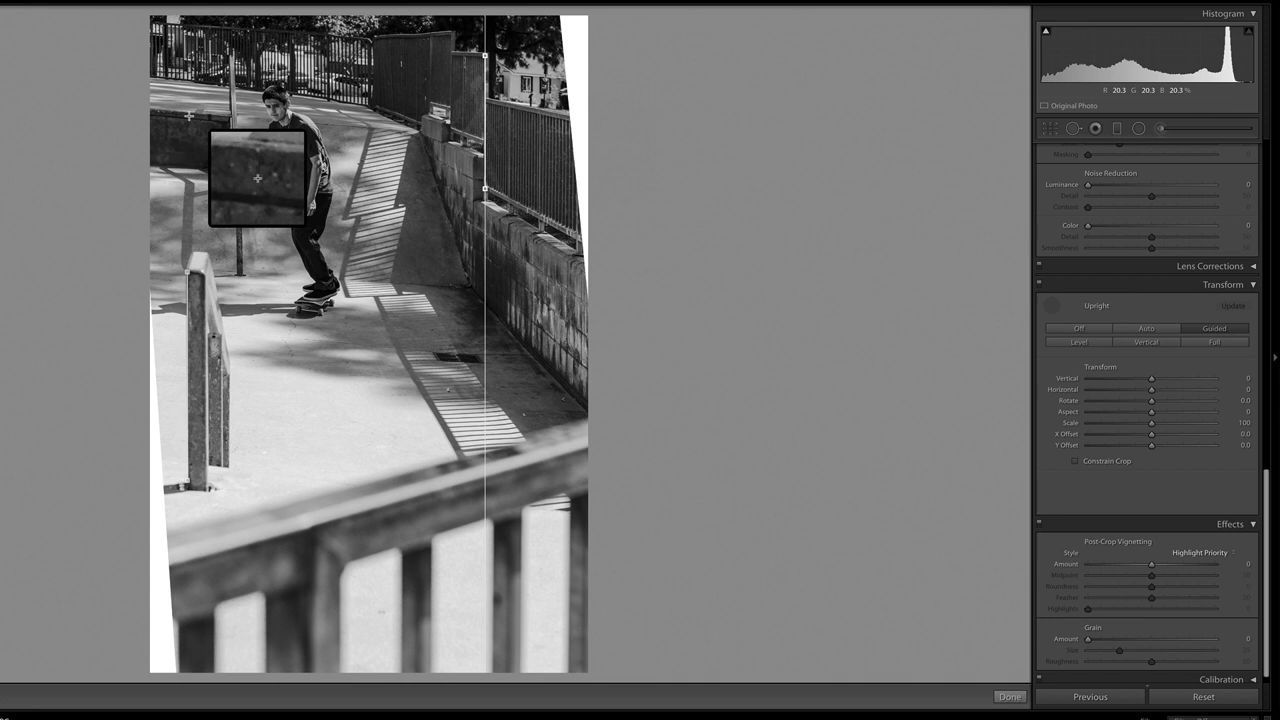 Histogram
R 20.3 G 20.3 B 20.3 %
Original Photo
Masking
Noise Reduction
Luminance 0
Detail
Contrast
Color 0
Detail
Smoothness
Lens Corrections
Transform
Upright Update
Off Auto Guided
Level Vertical Full
Transform
Vertical 0
Horizontal 0
Rotate 0.0
Aspect 0
Scale 100
X Offset 0.0
Y Offset 0.0
Constrain Crop
Effects
Post-Crop Vignetting
Style Highlight Priority
Amount 0
Midpoint
Roundness
Feather
Highlights
Grain
Amount 0
Size
Roughness
Calibration
Done Previous Reset